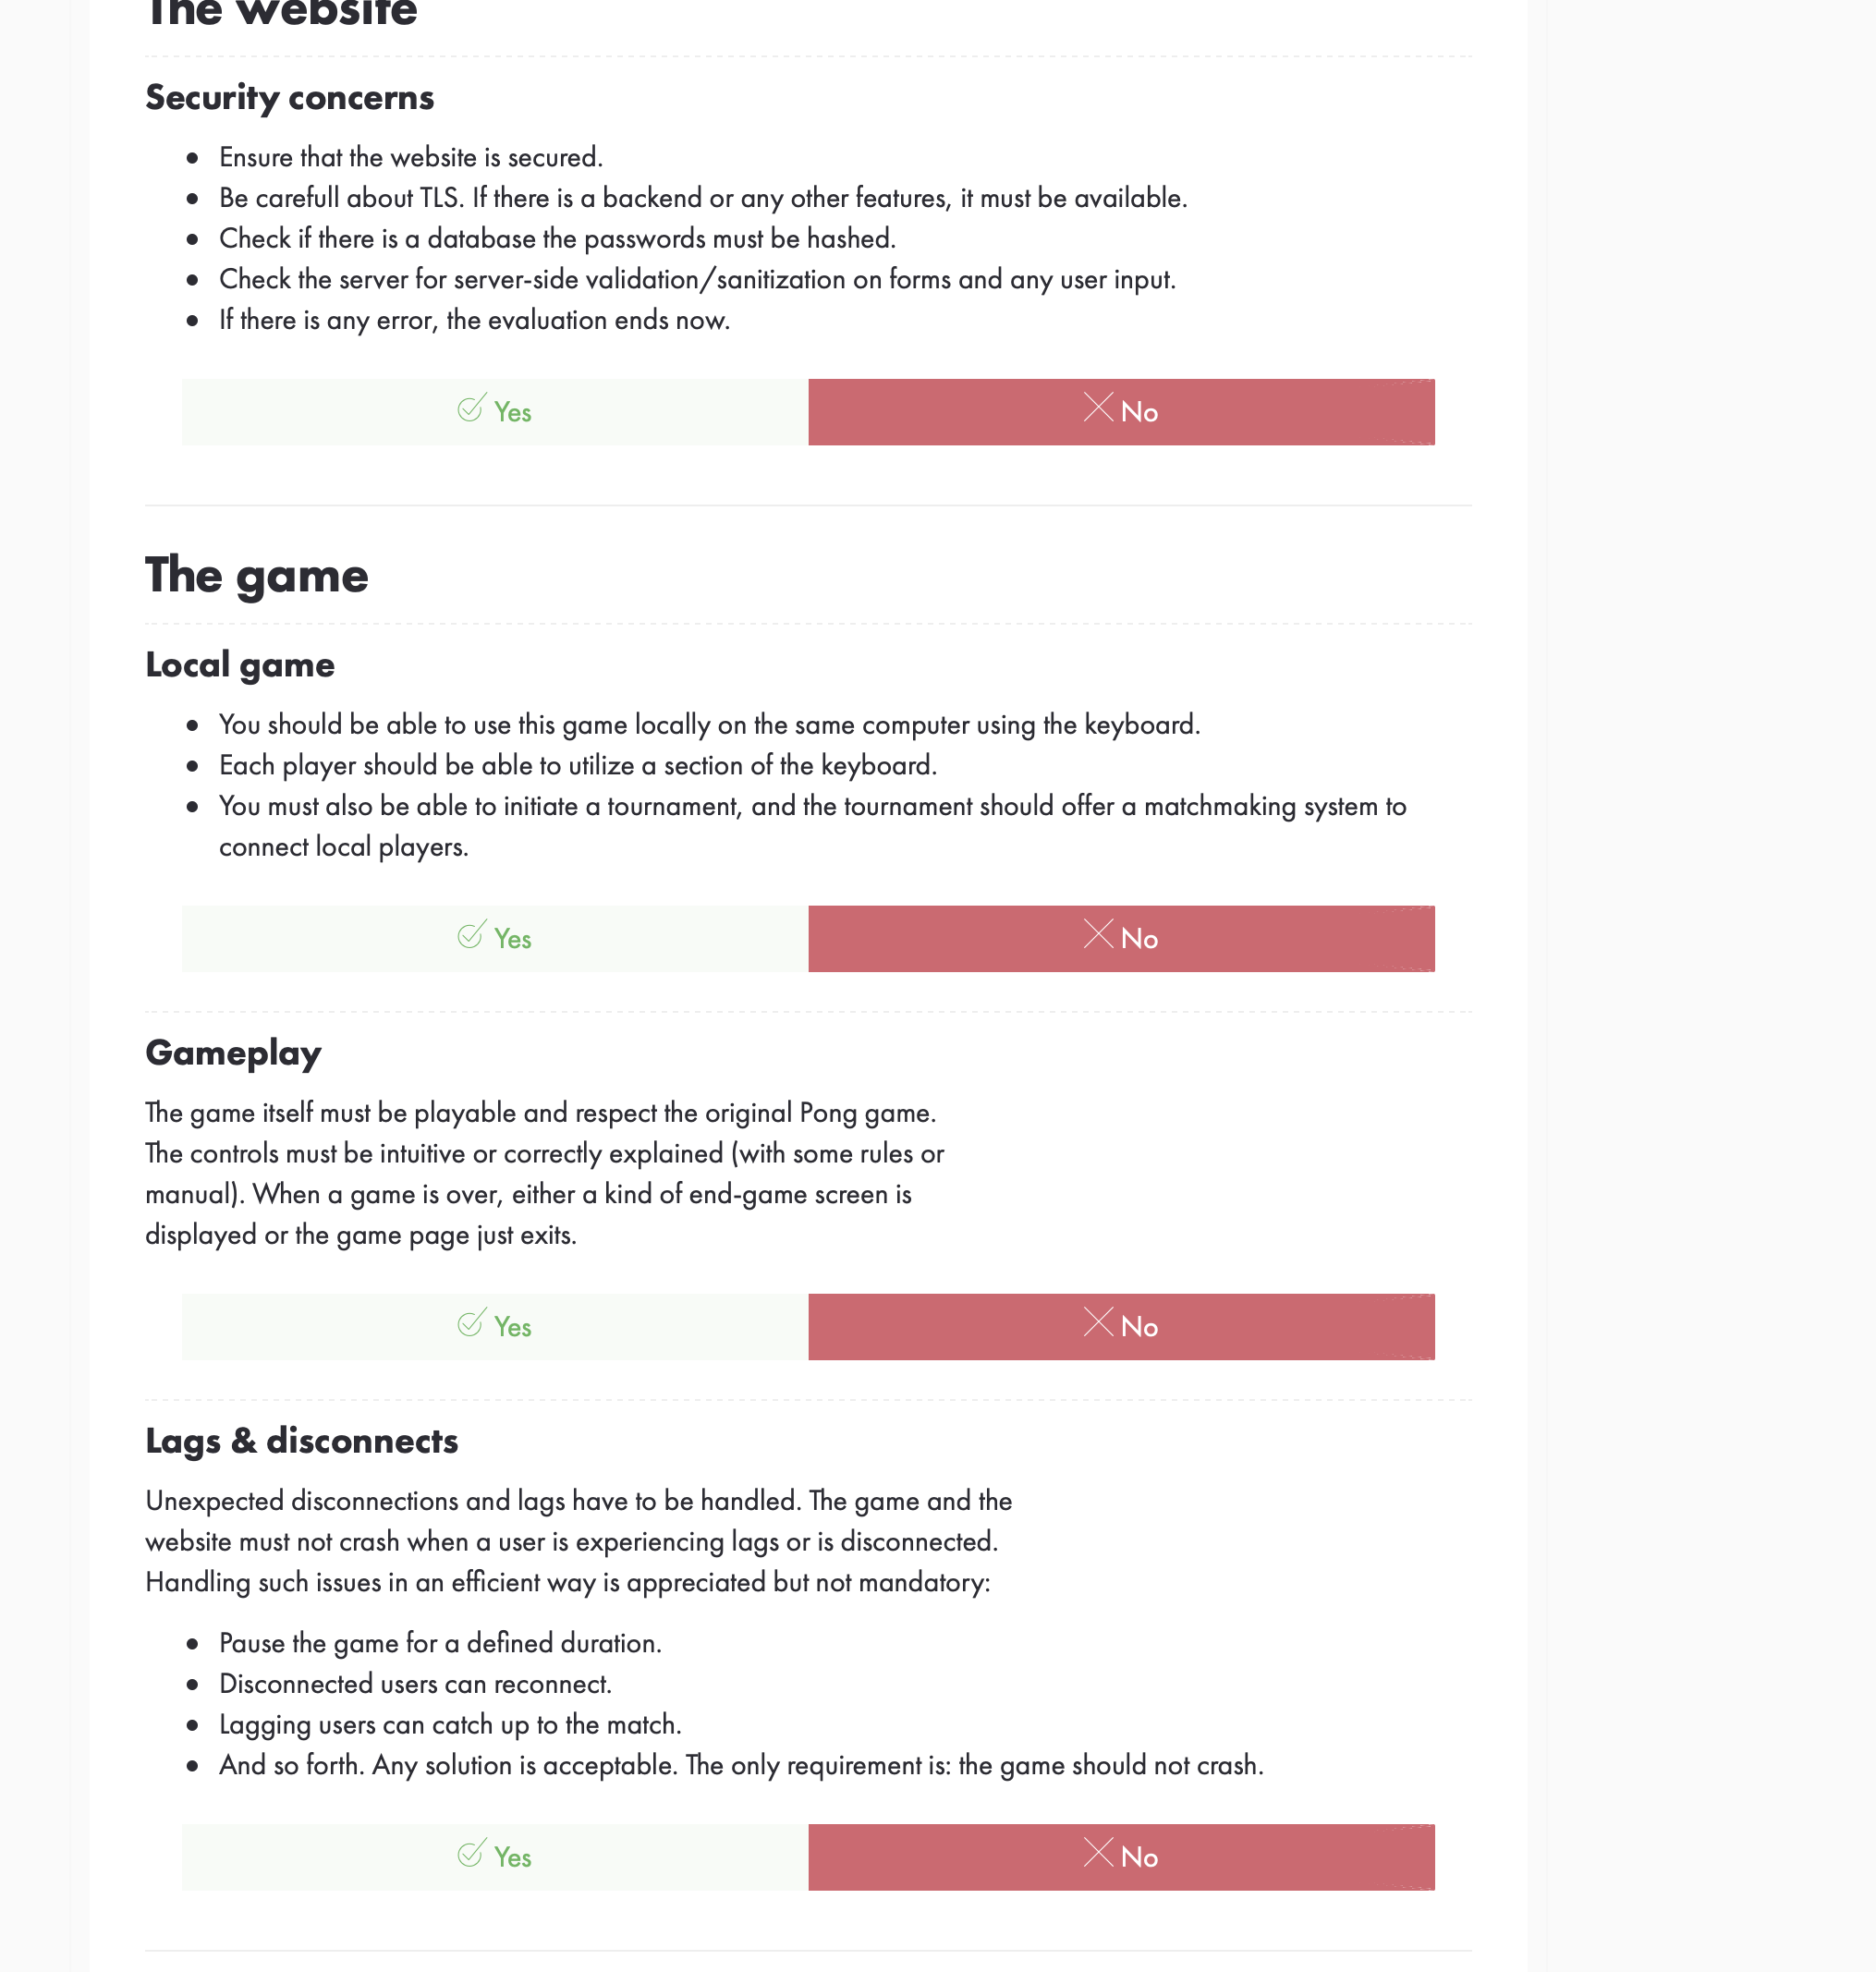 The website
Security concerns
Ensure that the website is secured.
Be carefull about TLS. If there is a backend or any other features, it must be available.
Check if there is a database the passwords must be hashed.
Check the server for server-side validation/sanitization on forms and any user input.
If there is any error, the evaluation ends now.
Yes
No
The game
Local game
You should be able to use this game locally on the same computer using the keyboard.
Each player should be able to utilize a section of the keyboard.
You must also be able to initiate a tournament, and the tournament should offer a matchmaking system to
connect local players.
Yes
No
Gameplay
The game itself must be playable and respect the original Pong game.
The controls must be intuitive or correctly explained (with some rules or
manual). When a game is over, either a kind of end-game screen is
displayed or the game page just exits.
Yes
No
Lags & disconnects
Unexpected disconnections and lags have to be handled. The game and the
website must not crash when a user is experiencing lags or is disconnected.
Handling such issues in an efficient way is appreciated but not mandatory:
Pause the game for a defined duration.
Disconnected users can reconnect.
Lagging users can catch up to the match.
And so forth. Any solution is acceptable. The only requirement is: the game should not crash.
Yes
No